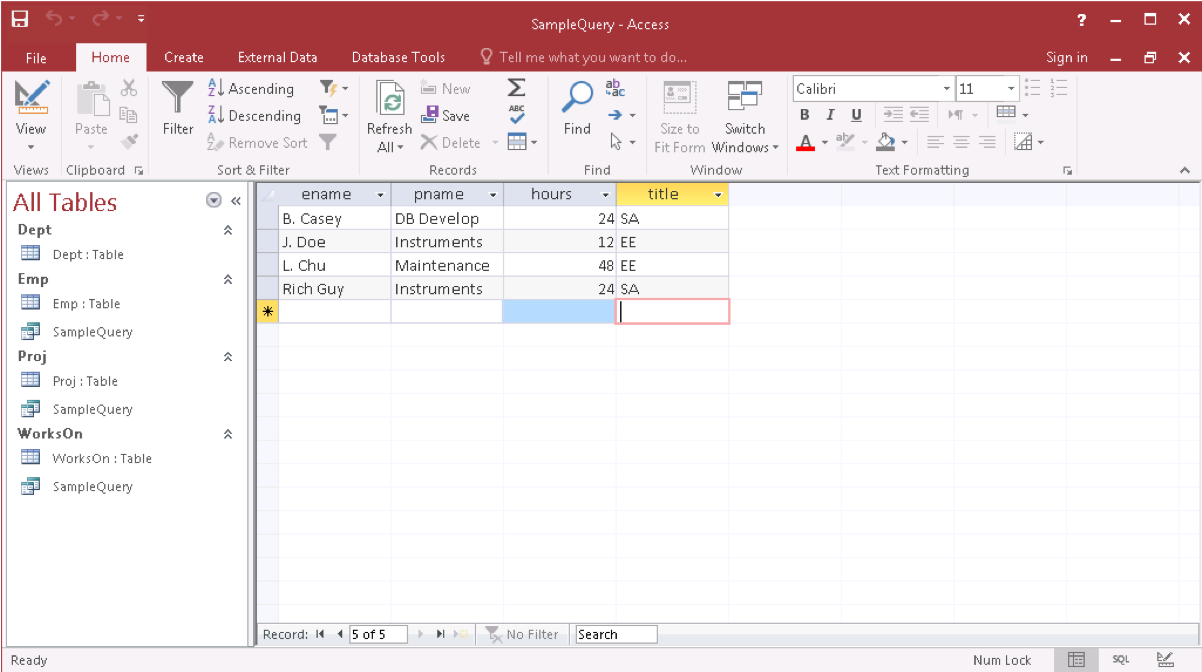 SampleQuery - Access
?
File Home Create External Data Database Tools Tell me what you want to do... Sign in
View
Paste
Filter
Ascending
Descending
Remove Sort
Refresh All
New
Save
Delete
Σ
ABC
Find
ab
ac
Size to Fit Form
Switch Windows
Calibri 11
B I U
A ab
Views Clipboard Sort & Filter Records Find Window Text Formatting
All Tables
Dept
Dept : Table
Emp
Emp : Table
SampleQuery
Proj
Proj : Table
SampleQuery
WorksOn
WorksOn : Table
SampleQuery
ename pname hours title
B. Casey DB Develop 24 SA
J. Doe Instruments 12 EE
L. Chu Maintenance 48 EE
Rich Guy Instruments 24 SA
*
Record: 5 of 5 No Filter Search
Ready Num Lock SQL